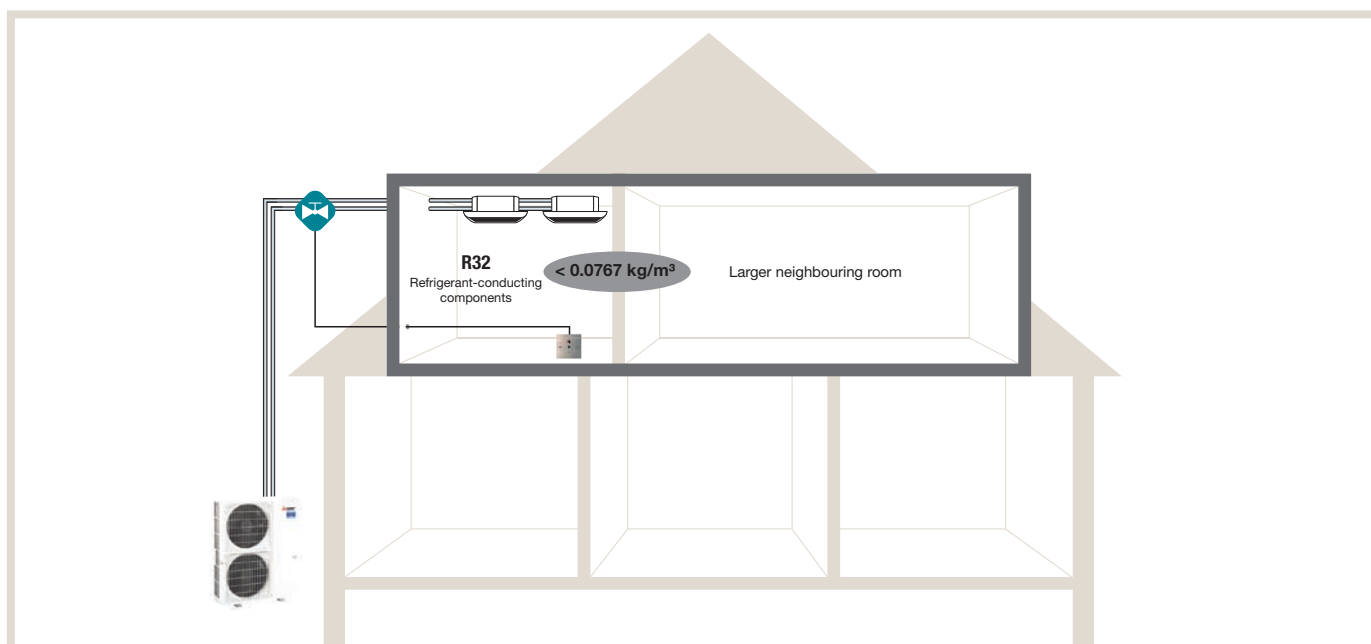 R32
Refrigerant-conducting
components
< 0.0767 kg/m³
Larger neighbouring room